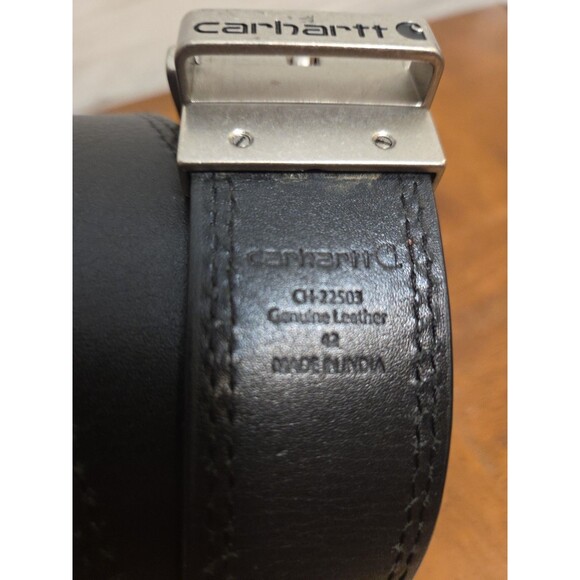 carhartt
carhartt
CH-22503
Genuine Leather
42
MADE IN INDIA